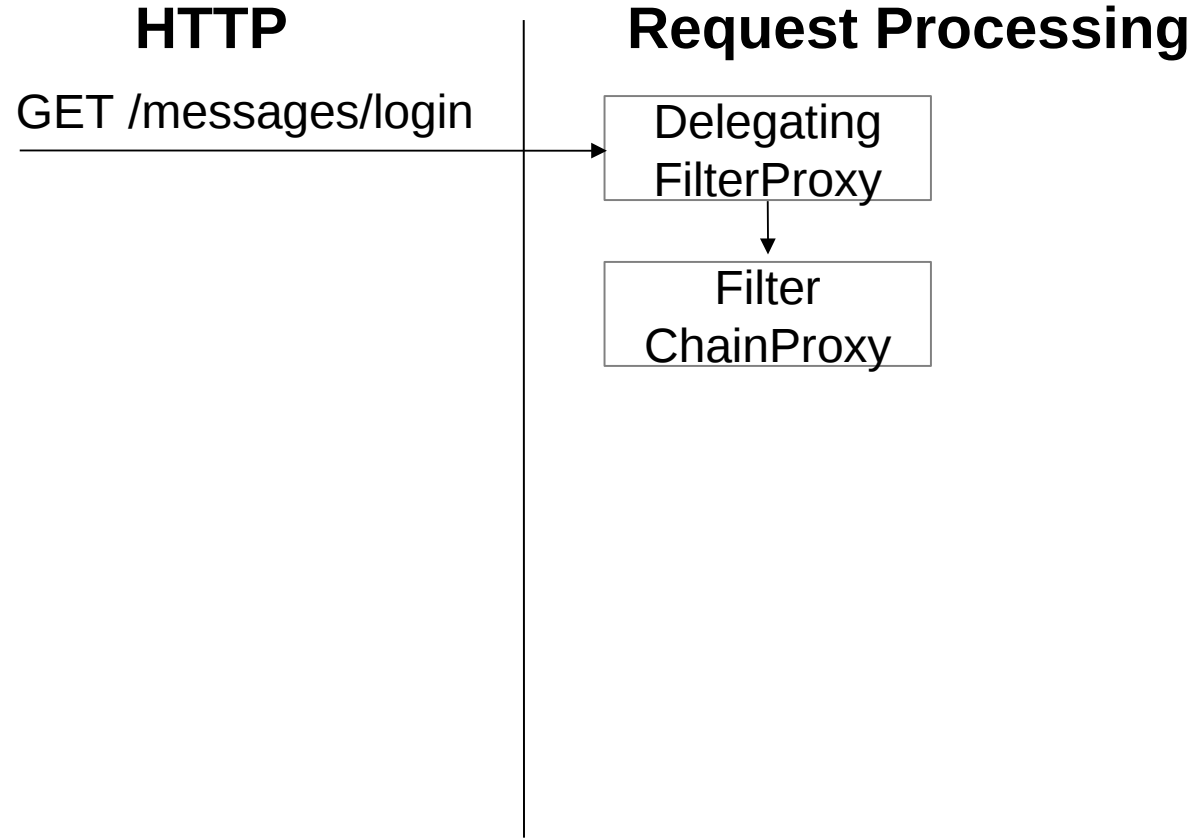 HTTP
Request Processing
GET /messages/login
Delegating
FilterProxy
Filter
ChainProxy